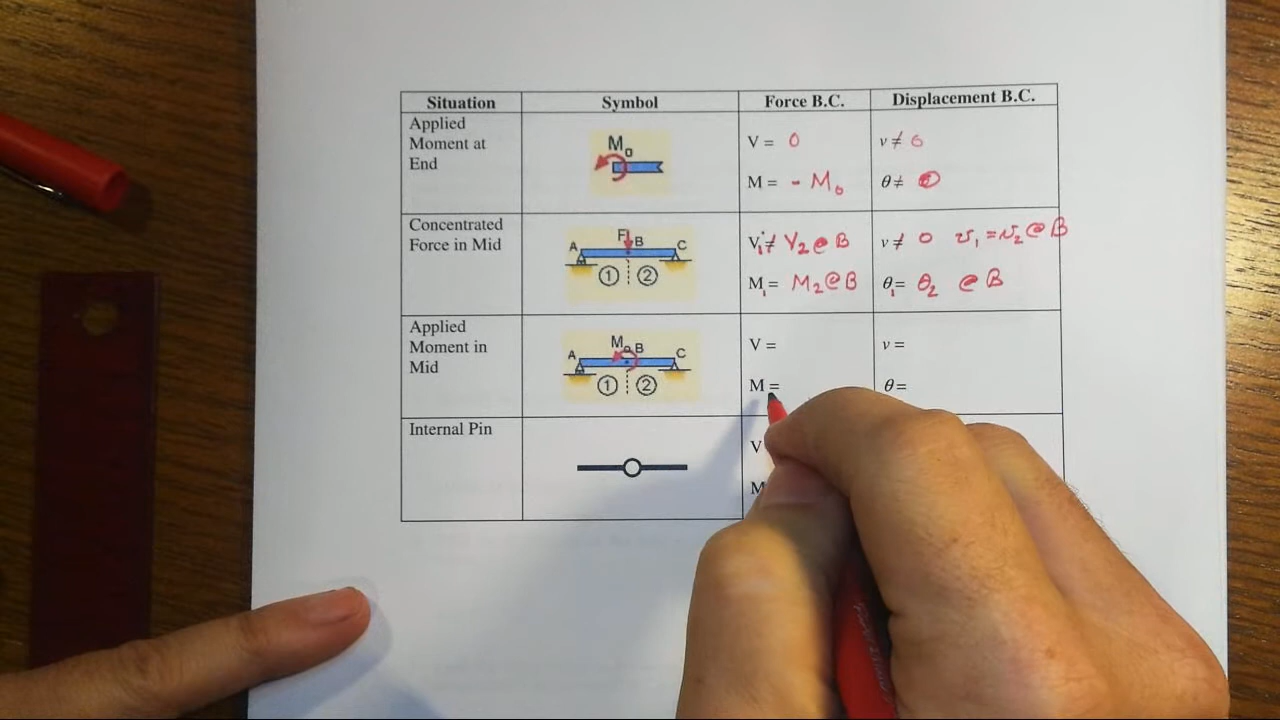 Situation Symbol Force B.C. Displacement B.C.
Applied
Moment at
End
M₀
V = 0
M = - M₀
v ≠ 0
θ ≠ 0
Concentrated
Force in Mid
F
A B C
① ②
V₁ ≠ V₂ @ B
M₁ = M₂ @ B
v ≠ 0 v₁ = v₂ @ B
θ₁ = θ₂ @ B
Applied
Moment in
Mid
M₀
A B C
① ②
V =
M =
v =
θ =
Internal Pin
V
M